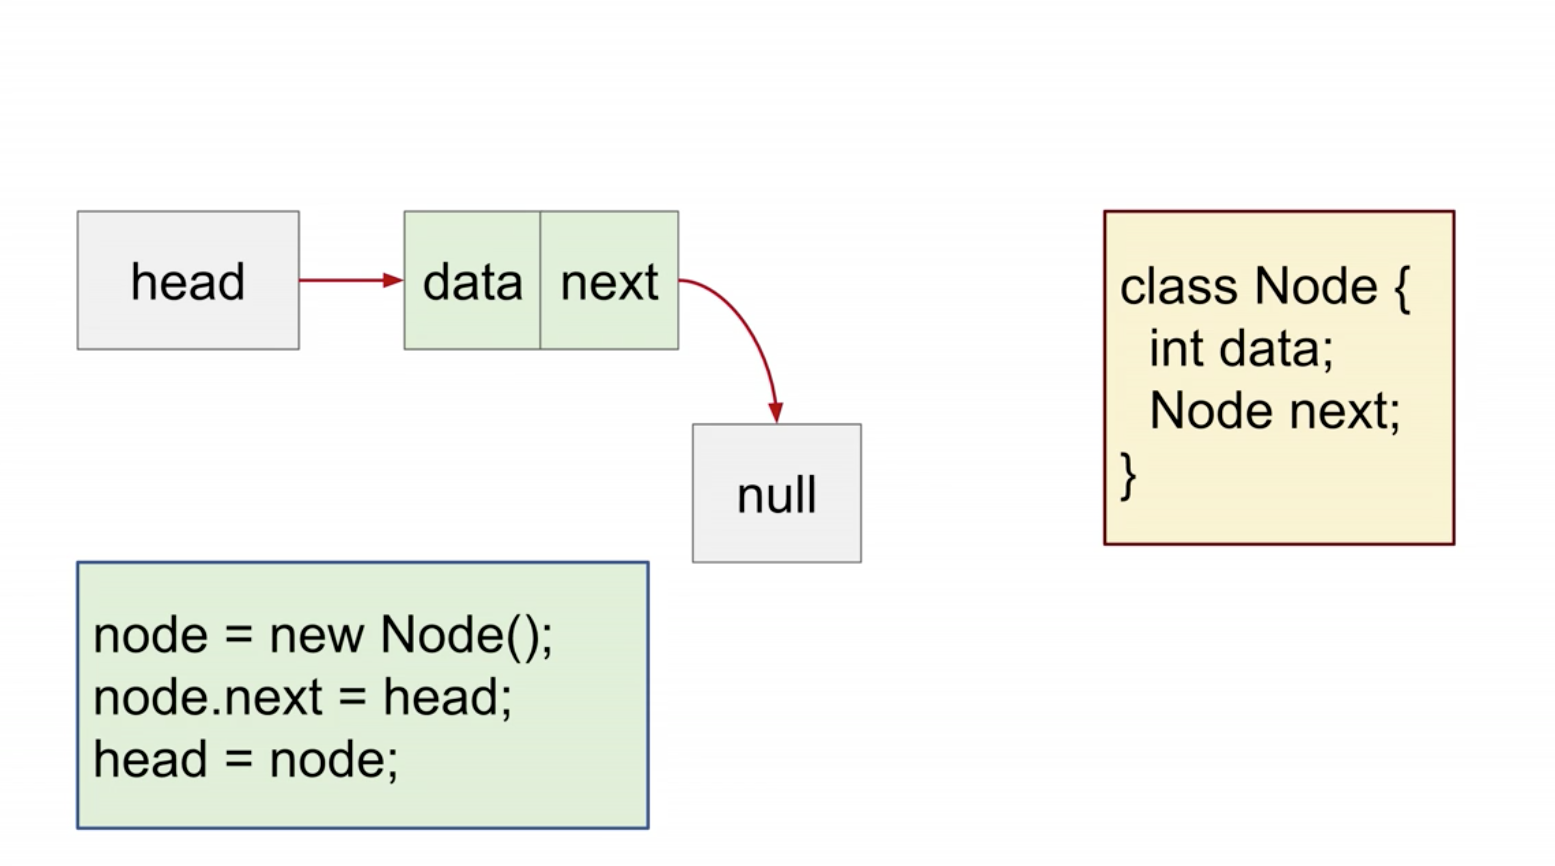 head
data
next
null
class Node {
int data;
Node next;
}
node = new Node();
node.next = head;
head = node;